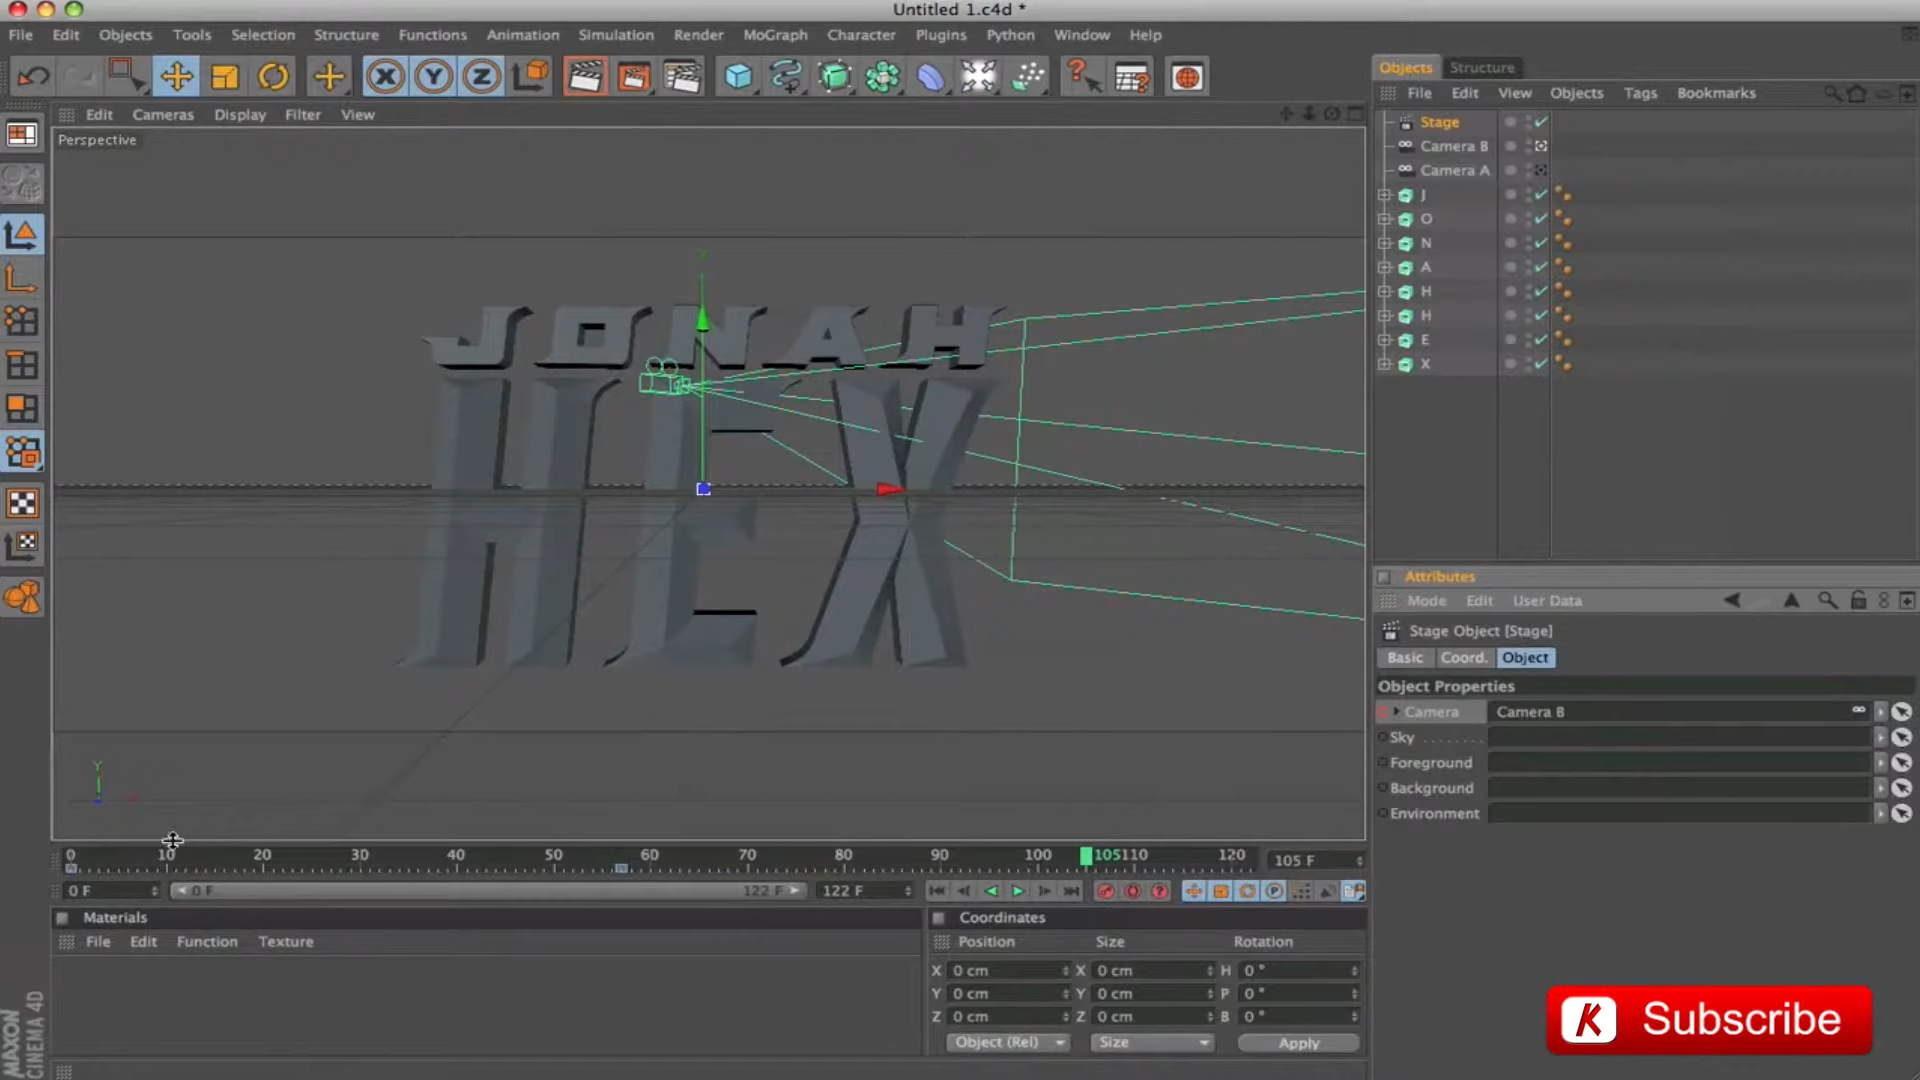 Untitled 1.c4d *
File Edit Objects Tools Selection Structure Functions Animation Simulation Render MoGraph Character Plugins Python Window Help
X Y Z
Objects Structure
File Edit View Objects Tags Bookmarks
Edit Cameras Display Filter View
Perspective
Stage
Camera B
Camera A
J
O
N
A
H
H
E
X
Y
JONAH
HEX
Attributes
Mode Edit User Data
Stage Object [Stage]
Basic Coord. Object
Object Properties
Camera Camera B
Sky
Foreground
Background
Environment
Y
0 10 20 30 40 50 60 70 80 90 100 105 110 120 105 F
0 F 0 F 122 F 122 F
Materials
File Edit Function Texture
Coordinates
Position Size Rotation
X 0 cm X 0 cm H 0 °
Y 0 cm Y 0 cm P 0 °
Z 0 cm Z 0 cm B 0 °
Object (Rel) Size Apply
MAXON
CINEMA 4D
K Subscribe